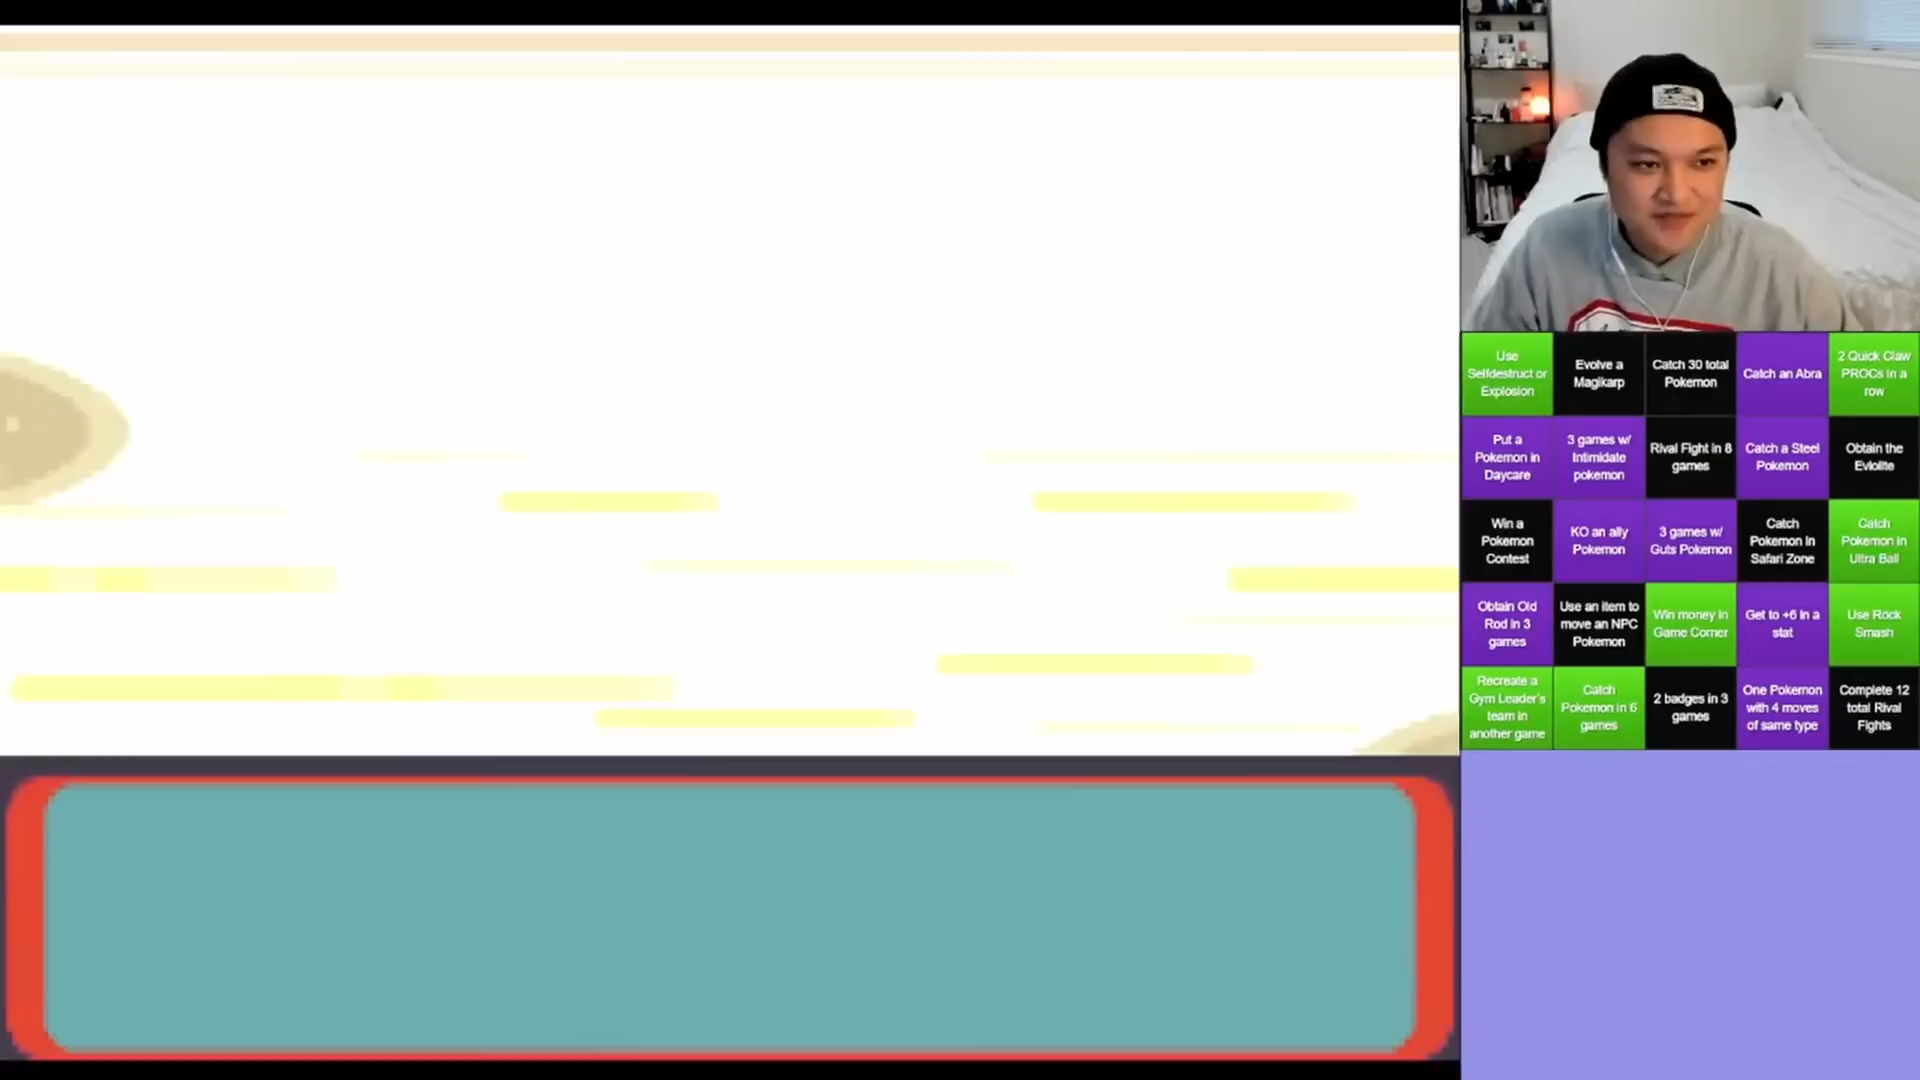 Use
Selfdestruct or
Explosion
Evolve a
Magikarp
Catch 30 total
Pokemon
Catch an Abra
2 Quick Claw
PROCs in a
row
Put a
Pokemon in
Daycare
3 games w/
Intimidate
pokemon
Rival Fight in 8
games
Catch a Steel
Pokemon
Obtain the
Eviolite
Win a
Pokemon
Contest
KO an ally
Pokemon
3 games w/
Guts Pokemon
Catch
Pokemon in
Safari Zone
Catch
Pokemon in
Ultra Ball
Obtain Old
Rod in 3
games
Use an item to
move an NPC
Pokemon
Win money in
Game Corner
Get to +6 in a
stat
Use Rock
Smash
Recreate a
Gym Leader's
team in
another game
Catch
Pokemon in 6
games
2 badges in 3
games
One Pokemon
with 4 moves
of same type
Complete 12
total Rival
Fights